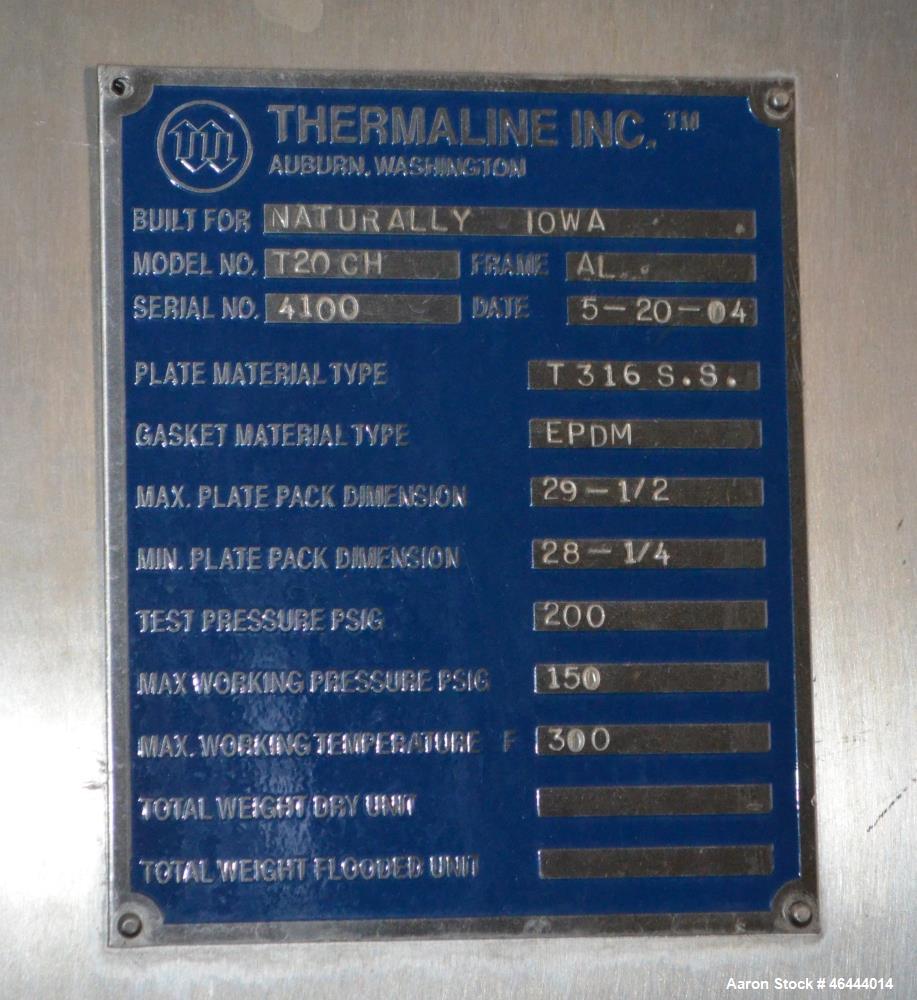 THERMALINE INC.™
AUBURN, WASHINGTON
BUILT FOR NATURALLY IOWA
MODEL NO. T20 CH FRAME AL
SERIAL NO. 4100 DATE 5-20-04
PLATE MATERIAL TYPE T 316 S.S.
GASKET MATERIAL TYPE EPDM
MAX. PLATE PACK DIMENSION 29-1/2
MIN. PLATE PACK DIMENSION 28-1/4
TEST PRESSURE PSIG 200
MAX WORKING PRESSURE PSIG 150
MAX. WORKING TEMPERATURE F 300
TOTAL WEIGHT DRY UNIT
TOTAL WEIGHT FLOODED UNIT
Aaron Stock # 46444014